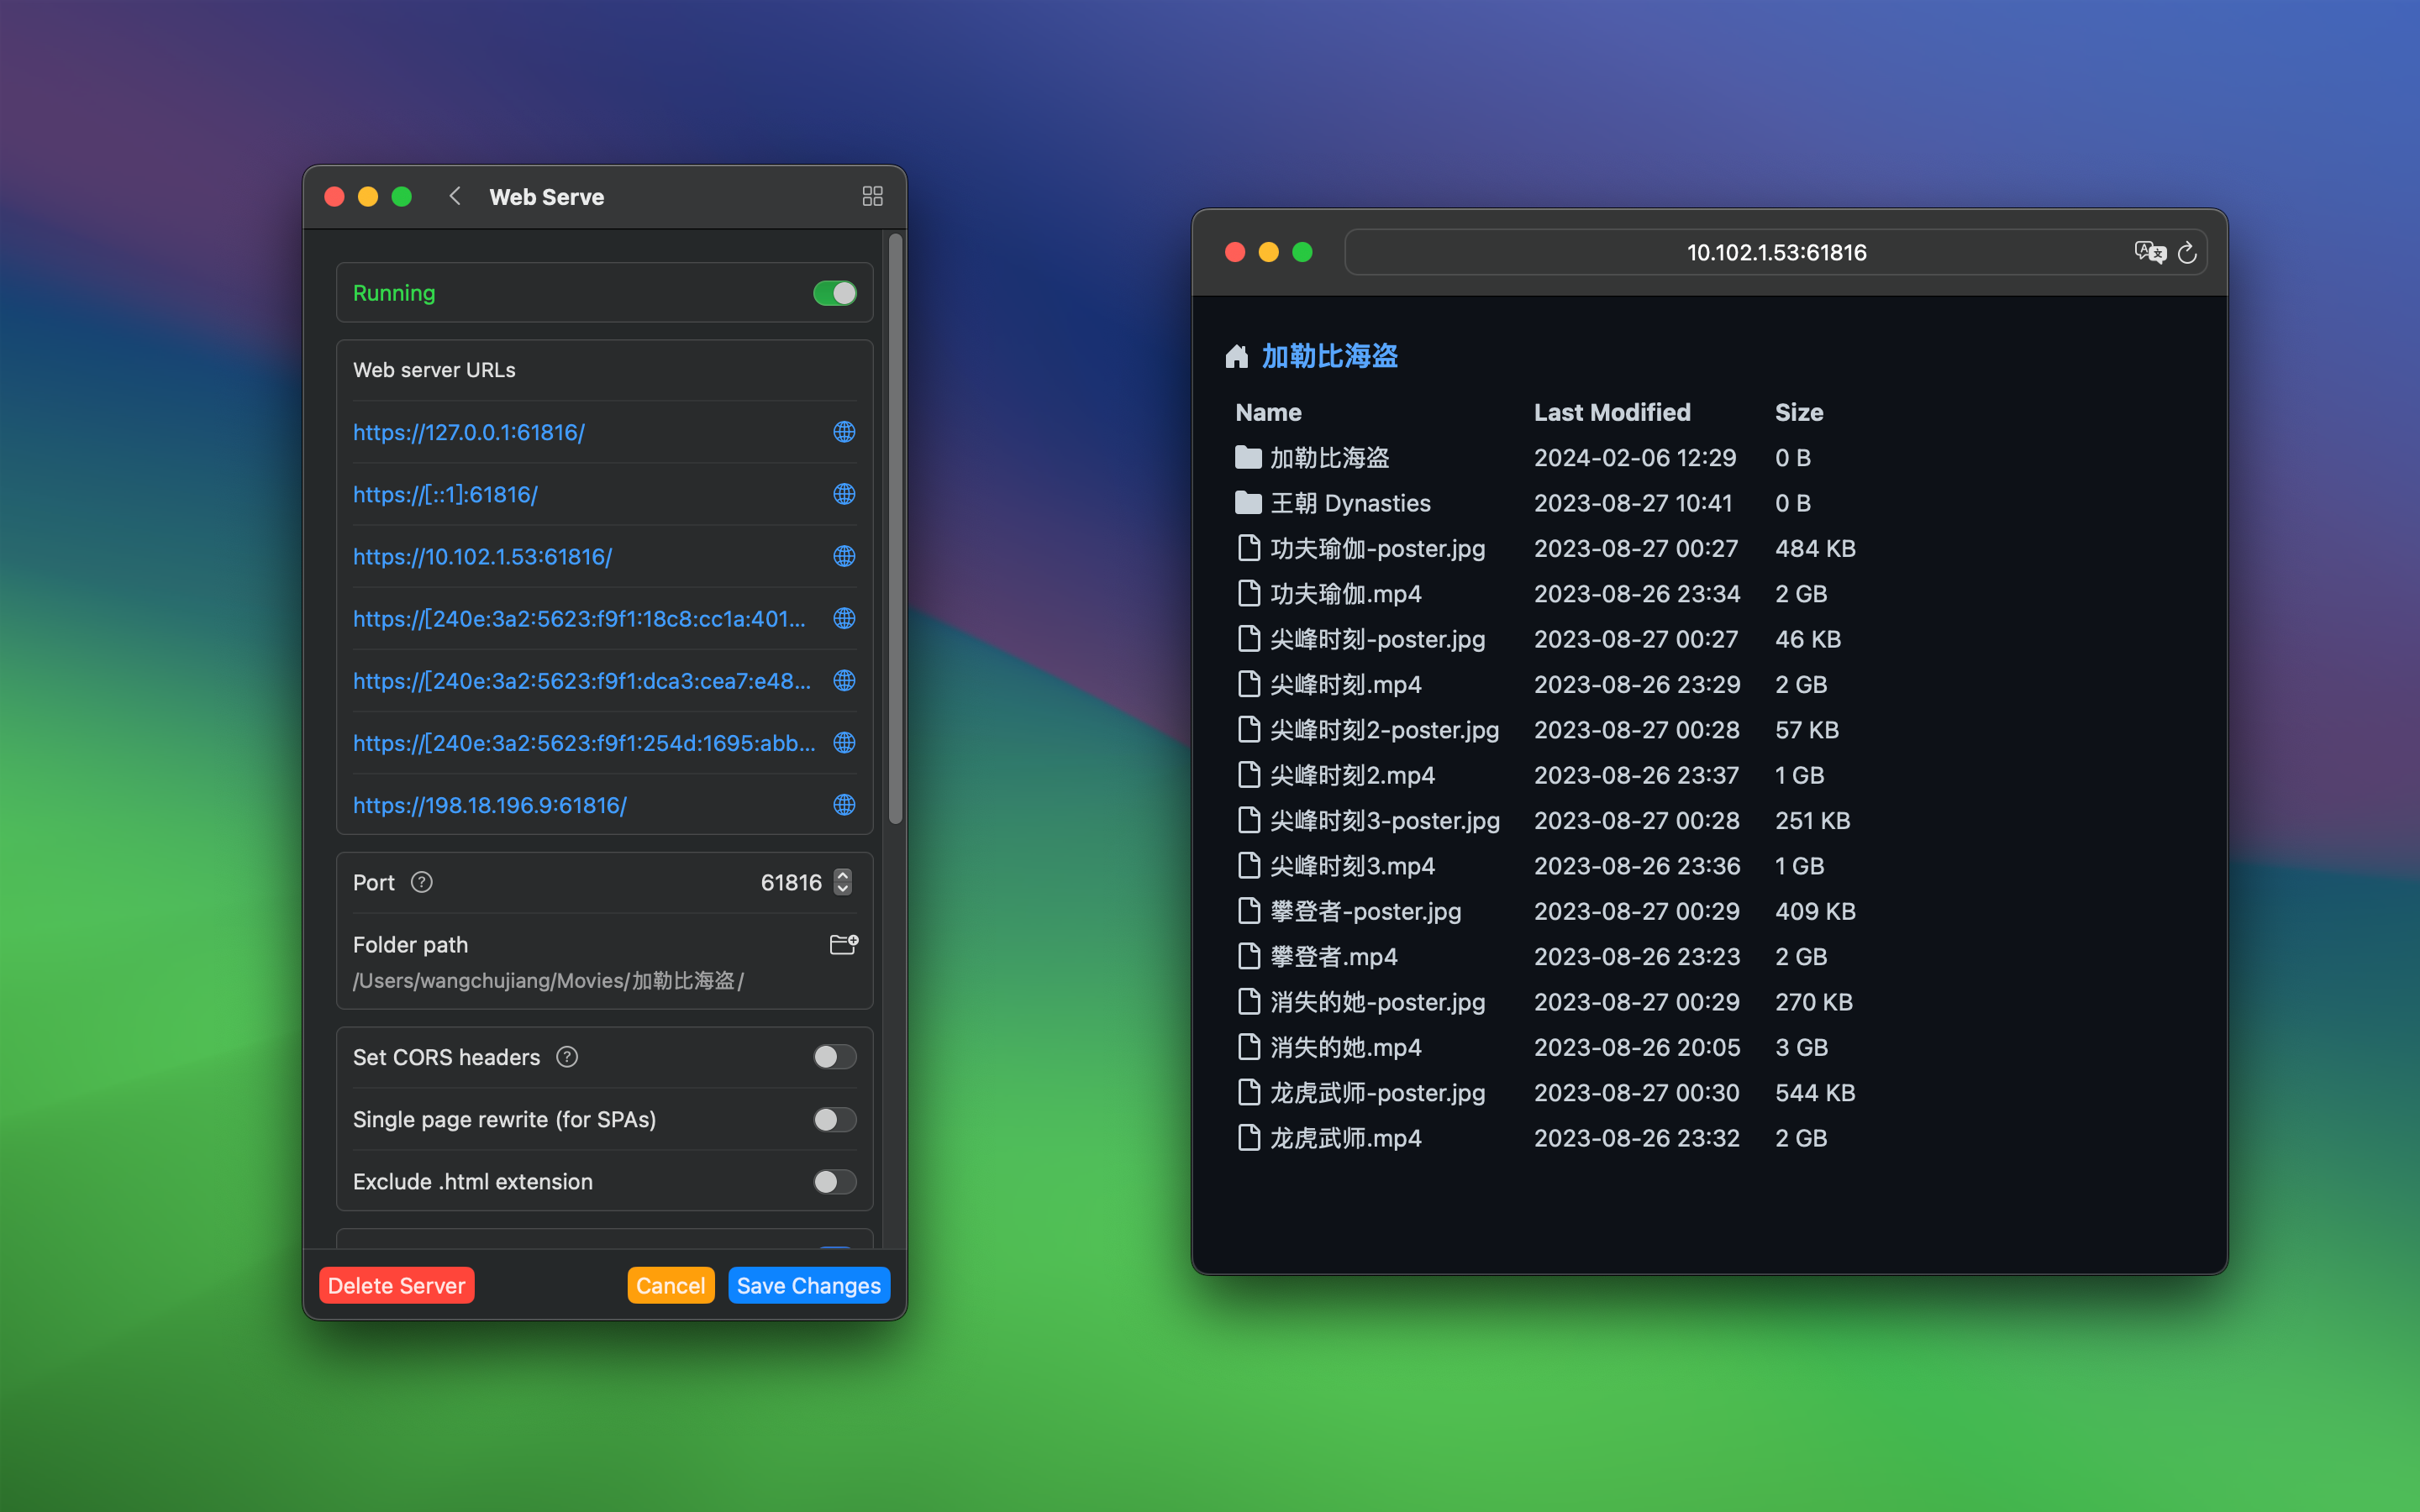 Web Serve
Running
Web server URLs
https://127.0.0.1:61816/
https://[::1]:61816/
https://10.102.1.53:61816/
https://[240e:3a2:5623:f9f1:18c8:cc1a:401...
https://[240e:3a2:5623:f9f1:dca3:cea7:e48...
https://[240e:3a2:5623:f9f1:254d:1695:abb...
https://198.18.196.9:61816/
Port ? 61816
Folder path
/Users/wangchujiang/Movies/加勒比海盗/
Set CORS headers ?
Single page rewrite (for SPAs)
Exclude .html extension
Delete Server Cancel Save Changes
10.102.1.53:61816
加勒比海盗
Name Last Modified Size
加勒比海盗 2024-02-06 12:29 0 B
王朝 Dynasties 2023-08-27 10:41 0 B
功夫瑜伽-poster.jpg 2023-08-27 00:27 484 KB
功夫瑜伽.mp4 2023-08-26 23:34 2 GB
尖峰时刻-poster.jpg 2023-08-27 00:27 46 KB
尖峰时刻.mp4 2023-08-26 23:29 2 GB
尖峰时刻2-poster.jpg 2023-08-27 00:28 57 KB
尖峰时刻2.mp4 2023-08-26 23:37 1 GB
尖峰时刻3-poster.jpg 2023-08-27 00:28 251 KB
尖峰时刻3.mp4 2023-08-26 23:36 1 GB
攀登者-poster.jpg 2023-08-27 00:29 409 KB
攀登者.mp4 2023-08-26 23:23 2 GB
消失的她-poster.jpg 2023-08-27 00:29 270 KB
消失的她.mp4 2023-08-26 20:05 3 GB
龙虎武师-poster.jpg 2023-08-27 00:30 544 KB
龙虎武师.mp4 2023-08-26 23:32 2 GB